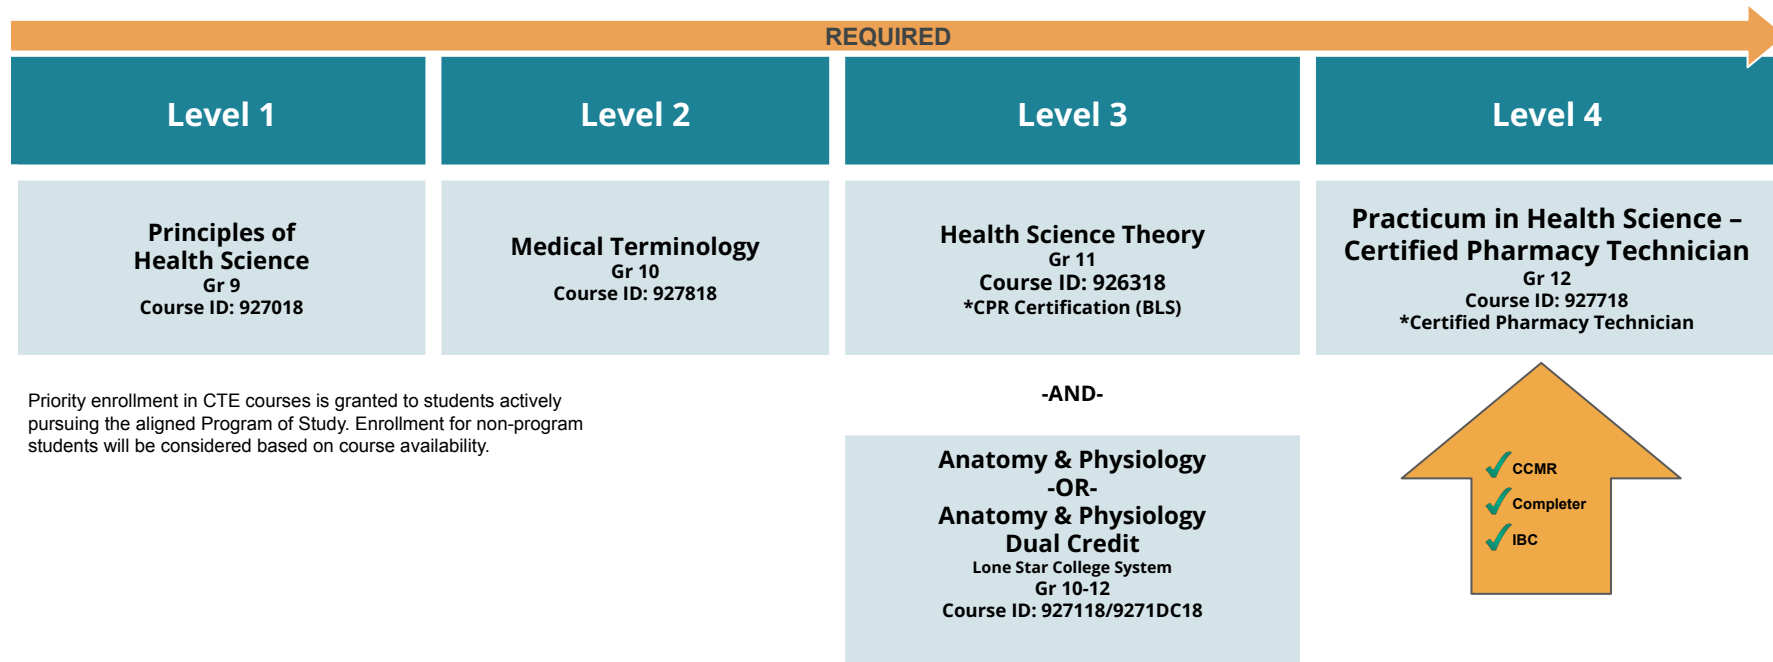 REQUIRED
Level 1
Level 2
Level 3
Level 4
Principles of
Health Science
Gr 9
Course ID: 927018
Medical Terminology
Gr 10
Course ID: 927818
Health Science Theory
Gr 11
Course ID: 926318
*CPR Certification (BLS)
Practicum in Health Science –
Certified Pharmacy Technician
Gr 12
Course ID: 927718
*Certified Pharmacy Technician
Priority enrollment in CTE courses is granted to students actively
pursuing the aligned Program of Study. Enrollment for non-program
students will be considered based on course availability.
-AND-
Anatomy & Physiology
-OR-
Anatomy & Physiology
Dual Credit
Lone Star College System
Gr 10-12
Course ID: 927118/9271DC18
CCMR
Completer
IBC